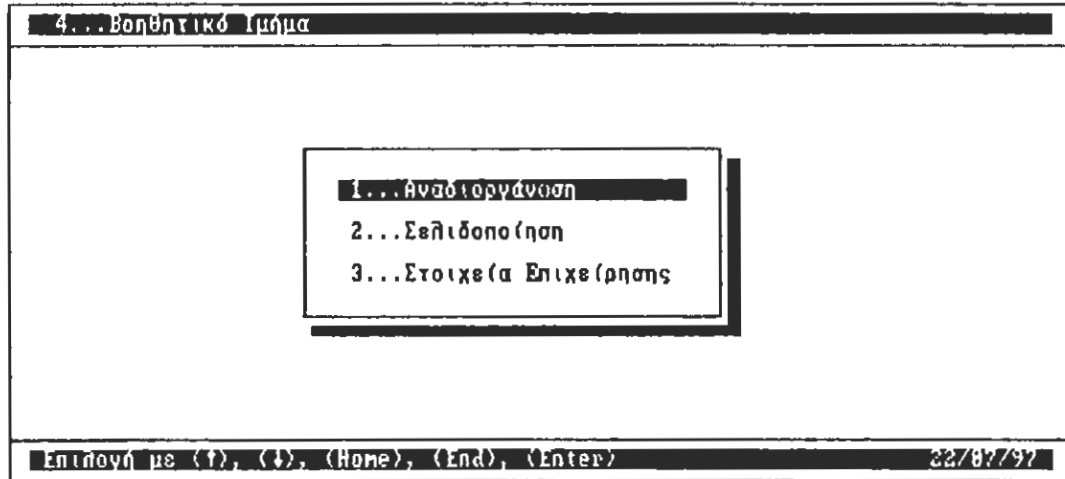 4...Βοηθητικό Τμήμα
1...Αναδιοργάνωση
2...Σελιδοποίηση
3...Στοιχεία Επιχείρησης
Επιλογή με (↑), (↓), (Home), (End), (Enter) 22/07/97